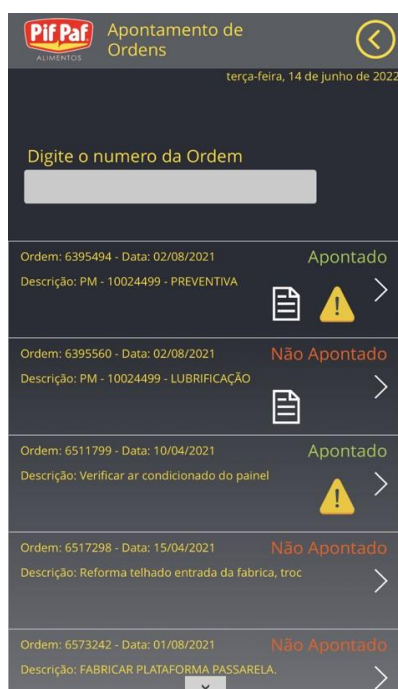 Pif Paf
ALIMENTOS
Apontamento de
Ordens
terça-feira, 14 de junho de 2022
Digite o numero da Ordem
Ordem: 6395494 - Data: 02/08/2021
Apontado
Descrição: PM - 10024499 - PREVENTIVA
Ordem: 6395560 - Data: 02/08/2021
Não Apontado
Descrição: PM - 10024499 - LUBRIFICAÇÃO
Ordem: 6511799 - Data: 10/04/2021
Apontado
Descrição: Verificar ar condicionado do painel
Ordem: 6517298 - Data: 15/04/2021
Não Apontado
Descrição: Reforma telhado entrada da fabrica, troc
Ordem: 6573242 - Data: 01/08/2021
Não Apontado
Descrição: FABRICAR PLATAFORMA PASSARELA.